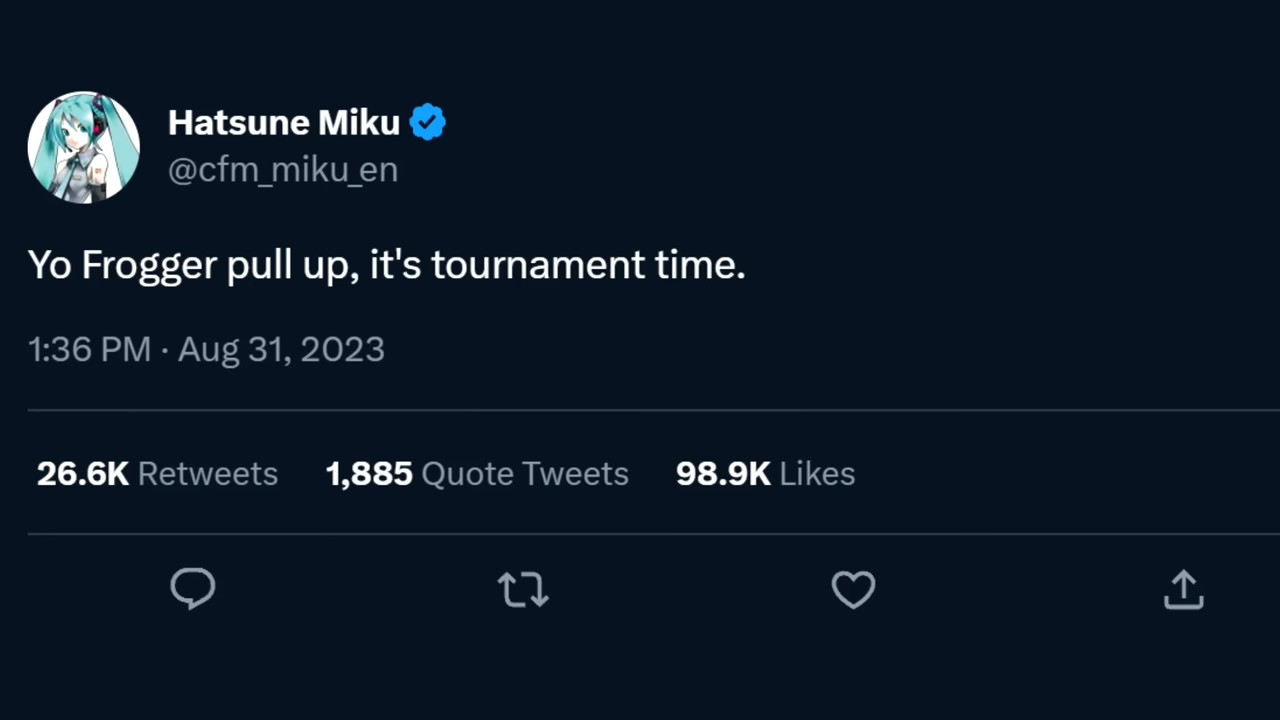 Hatsune Miku
@cfm_miku_en
Yo Frogger pull up, it's tournament time.
1:36 PM · Aug 31, 2023
26.6K Retweets 1,885 Quote Tweets 98.9K Likes